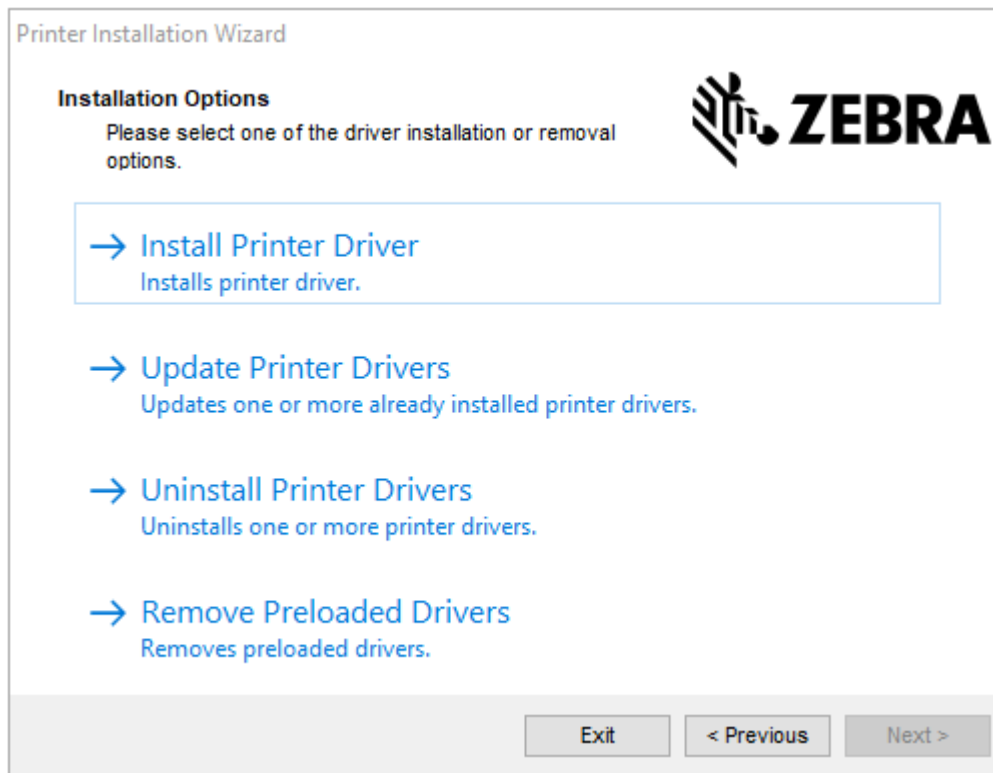 Printer Installation Wizard
Installation Options
Please select one of the driver installation or removal
options.
ZEBRA
Install Printer Driver
Installs printer driver.
Update Printer Drivers
Updates one or more already installed printer drivers.
Uninstall Printer Drivers
Uninstalls one or more printer drivers.
Remove Preloaded Drivers
Removes preloaded drivers.
Exit < Previous Next >